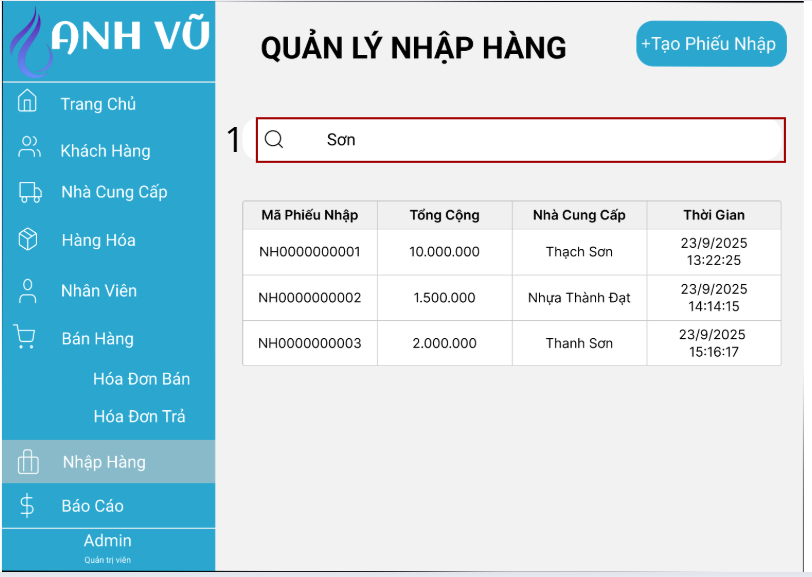 ANH VŨ
QUẢN LÝ NHẬP HÀNG
+Tạo Phiếu Nhập
Trang Chủ
Khách Hàng
Nhà Cung Cấp
Hàng Hóa
Nhân Viên
Bán Hàng
Hóa Đơn Bán
Hóa Đơn Trả
Nhập Hàng
Báo Cáo
Admin
Quản trị viên
1
Sơn
Mã Phiếu Nhập Tổng Cộng Nhà Cung Cấp Thời Gian
NH0000000001 10.000.000 Thạch Sơn 23/9/2025
13:22:25
NH0000000002 1.500.000 Nhựa Thành Đạt 23/9/2025
14:14:15
NH0000000003 2.000.000 Thanh Sơn 23/9/2025
15:16:17